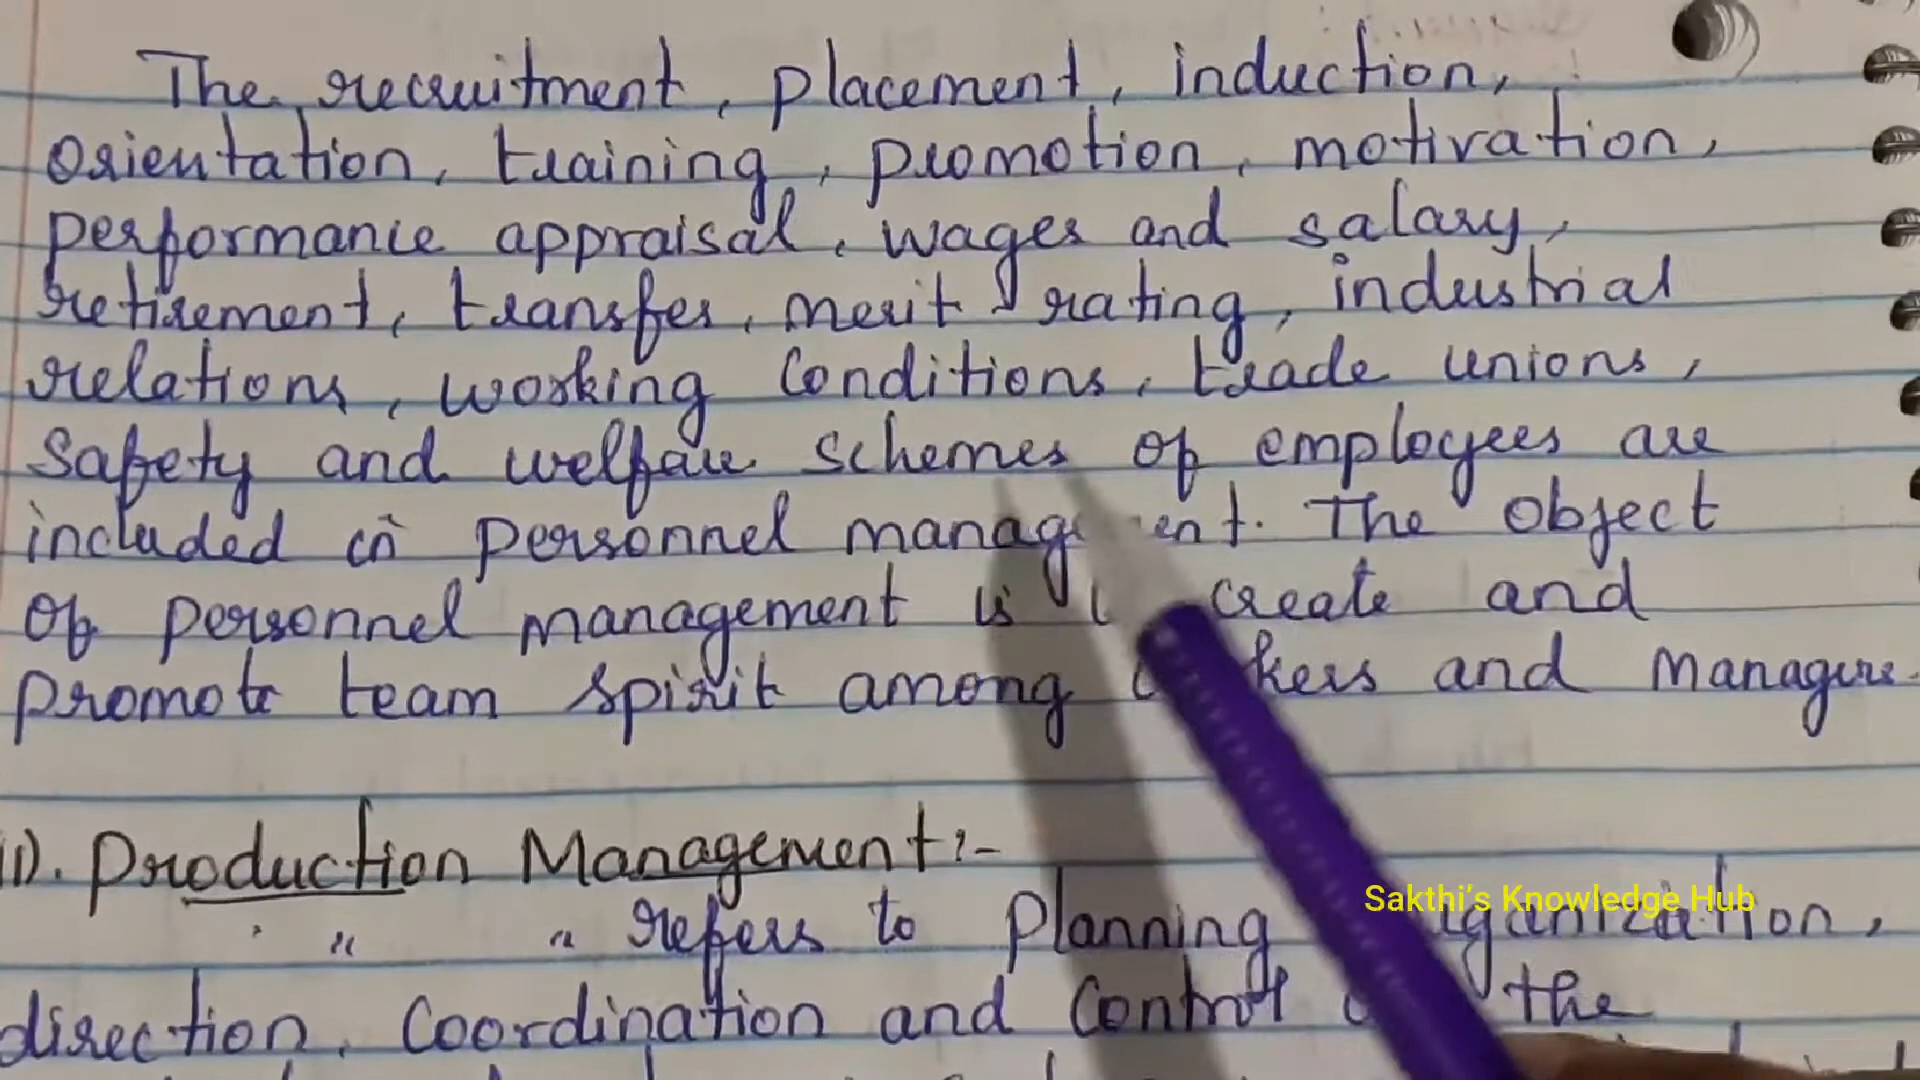 The recruitment, placement, induction,
orientation, training, promotion, motivation,
performance appraisal, wages and salary,
retirement, transfer, merit rating, industrial
relations, working conditions, trade unions,
safety and welfare schemes of employees are
included in personnel management. The object
of personnel management is create and
promote team spirit among and
ii). Production Management:-
" " refers to planning
Sakthi's Knowledge Hub
direction, coordination and control the